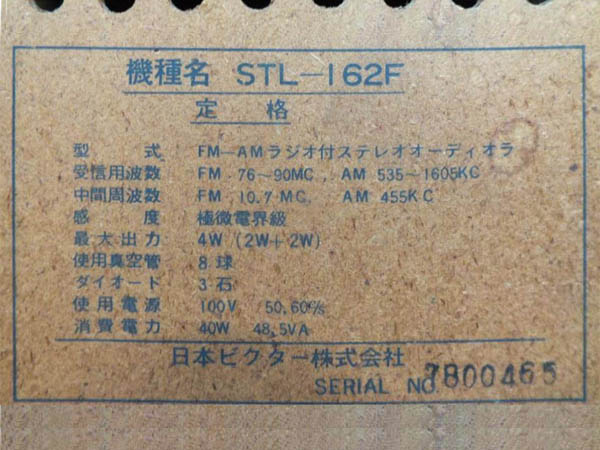 機種名 STL-162F
定格
型式 FM-AMラジオ付ステレオオーディオラ
受信用波数 FM 76~90MC, AM 535~1605KC
中間周波数 FM 10.7MC, AM 455KC
感度 極微電界級
最大出力 4W (2W+2W)
使用真空管 8球
ダイオード 3石
使用電源 100V 50,60c/s
消費電力 40W 48.5VA
日本ビクター株式会社
SERIAL NO 7800465